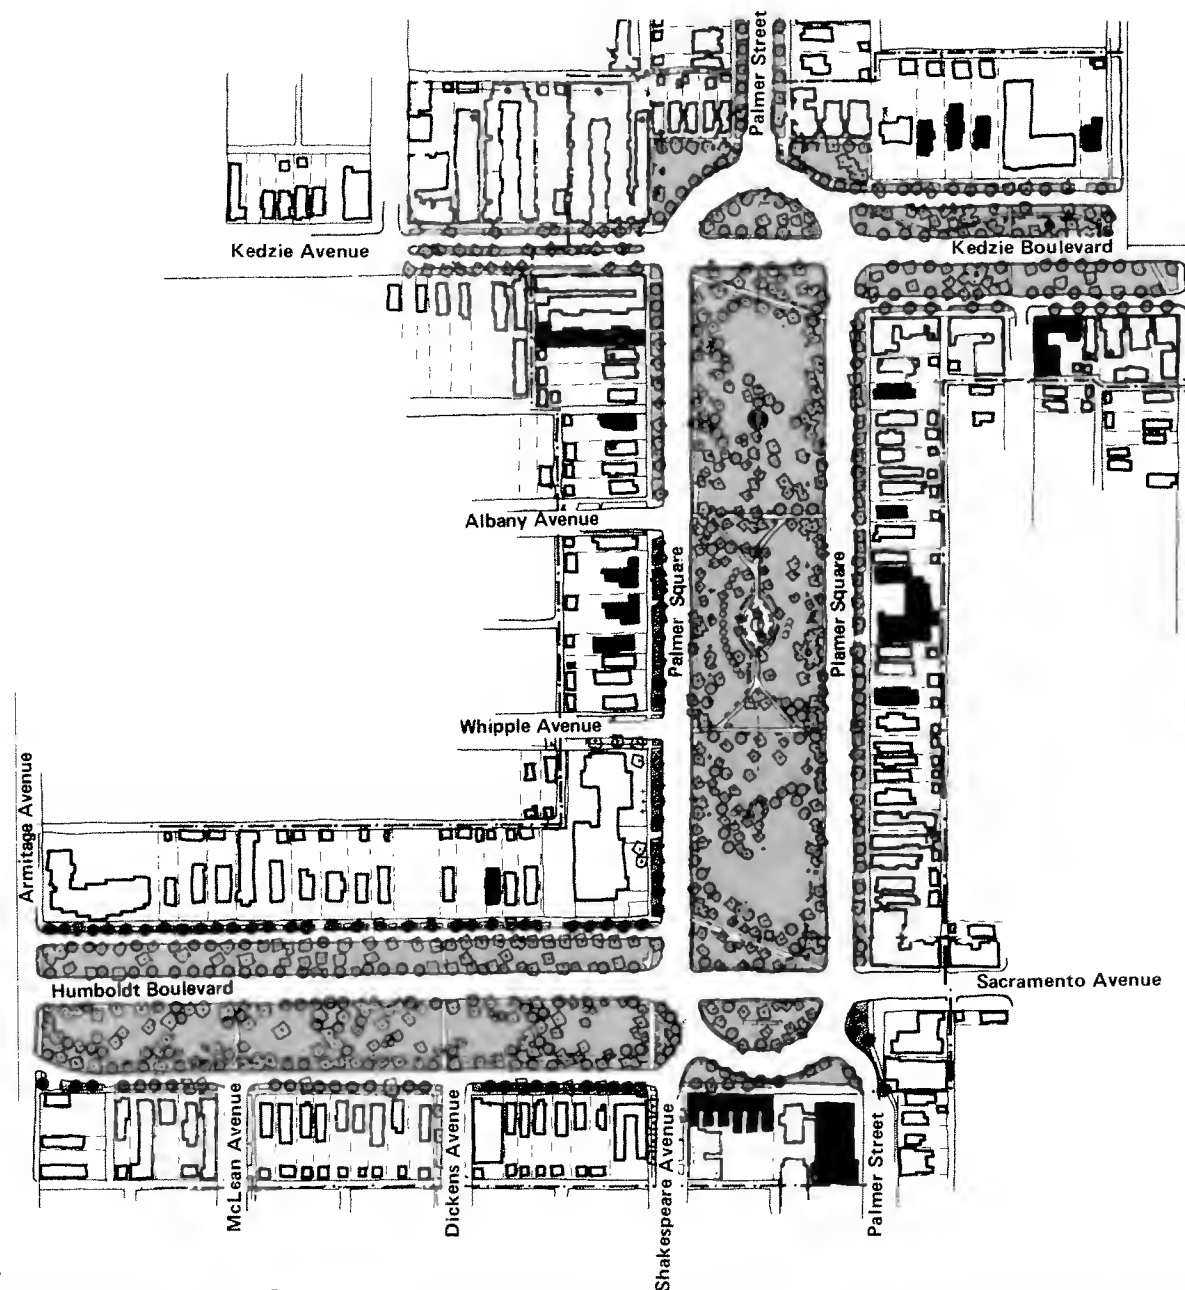 Palmer Street
Kedzie Avenue
Kedzie Boulevard
Albany Avenue
Palmer Square
Plamer Square
Whipple Avenue
Armitage Avenue
Humboldt Boulevard
Sacramento Avenue
McLean Avenue
Dickens Avenue
Shakespeare Avenue
Palmer Street